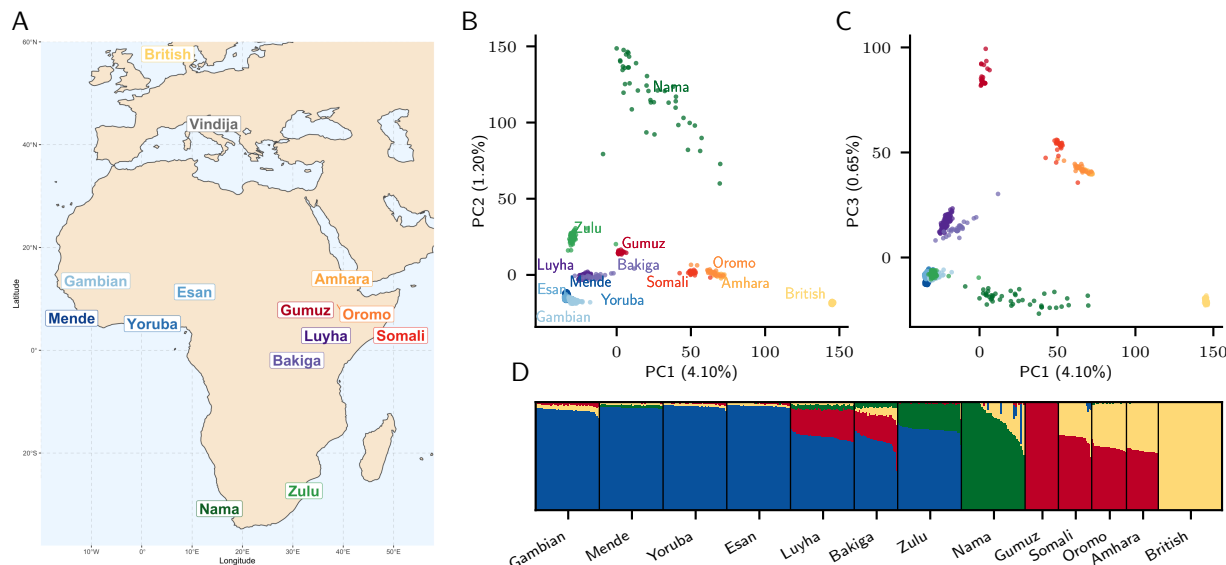 A
60°N
40°N
20°N
0°
20°S
10°W
0°
10°E
20°E
30°E
40°E
50°E
Latitude
Longitude
British
Vindija
Gambian
Esan
Amhara
Mende
Yoruba
Gumuz
Oromo
Luyha
Somali
Bakiga
Zulu
Nama
B
PC2 (1.20%)
150
100
50
0
0
50
100
150
PC1 (4.10%)
Nama
Zulu
Gumuz
Luyha
Bakiga
Oromo
Mende
Somali
Amhara
Esan
Yoruba
British
Gambian
C
PC3 (0.65%)
100
50
0
0
50
100
150
PC1 (4.10%)
D
Gambian
Mende
Yoruba
Esan
Luyha
Bakiga
Zulu
Nama
Gumuz
Somali
Oromo
Amhara
British